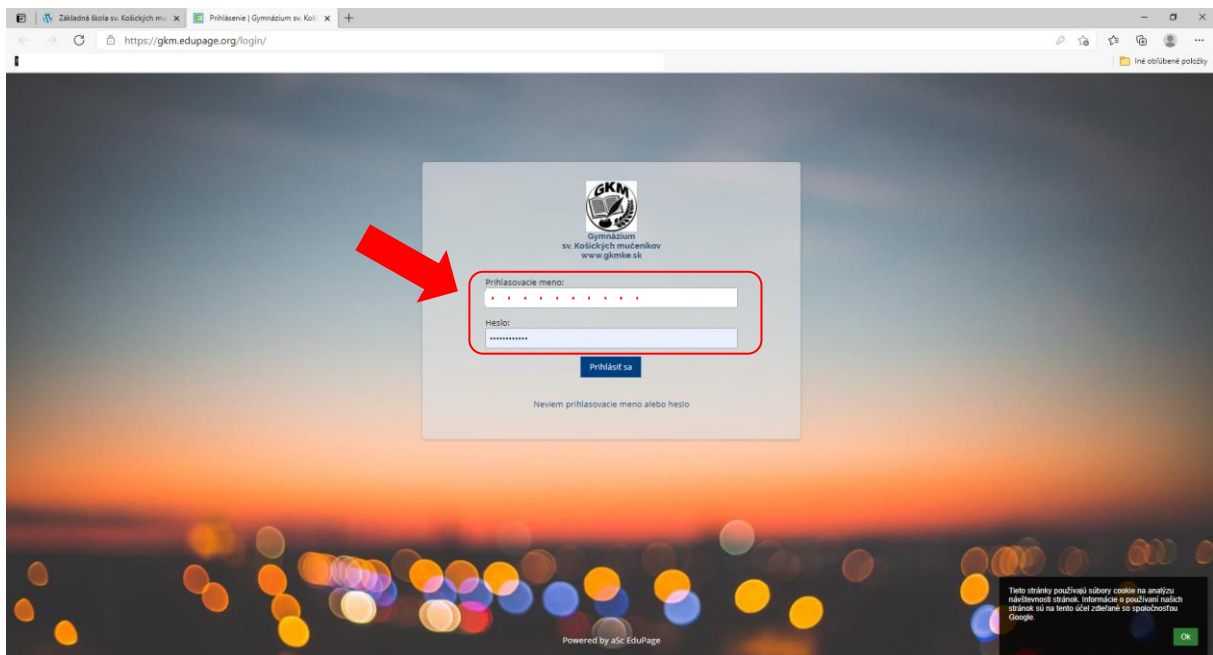 Základná škola sv. Košických mu
Prihlásenie | Gymnázium sv. Koši
https://gkm.edupage.org/login/
Iné obľúbené položky
GKM
Gymnázium
sv. Košických mučeníkov
www.gkmke.sk
Prihlasovacie meno:
Heslo:
Prihlásiť sa
Neviem prihlasovacie meno alebo heslo
Tieto stránky používajú súbory cookie na analýzu
návštevnosti stránok. Informácie o používaní našich
stránok sú na tento účel zdieľané so spoločnosťou
Google.
Ok
Powered by aSc EduPage